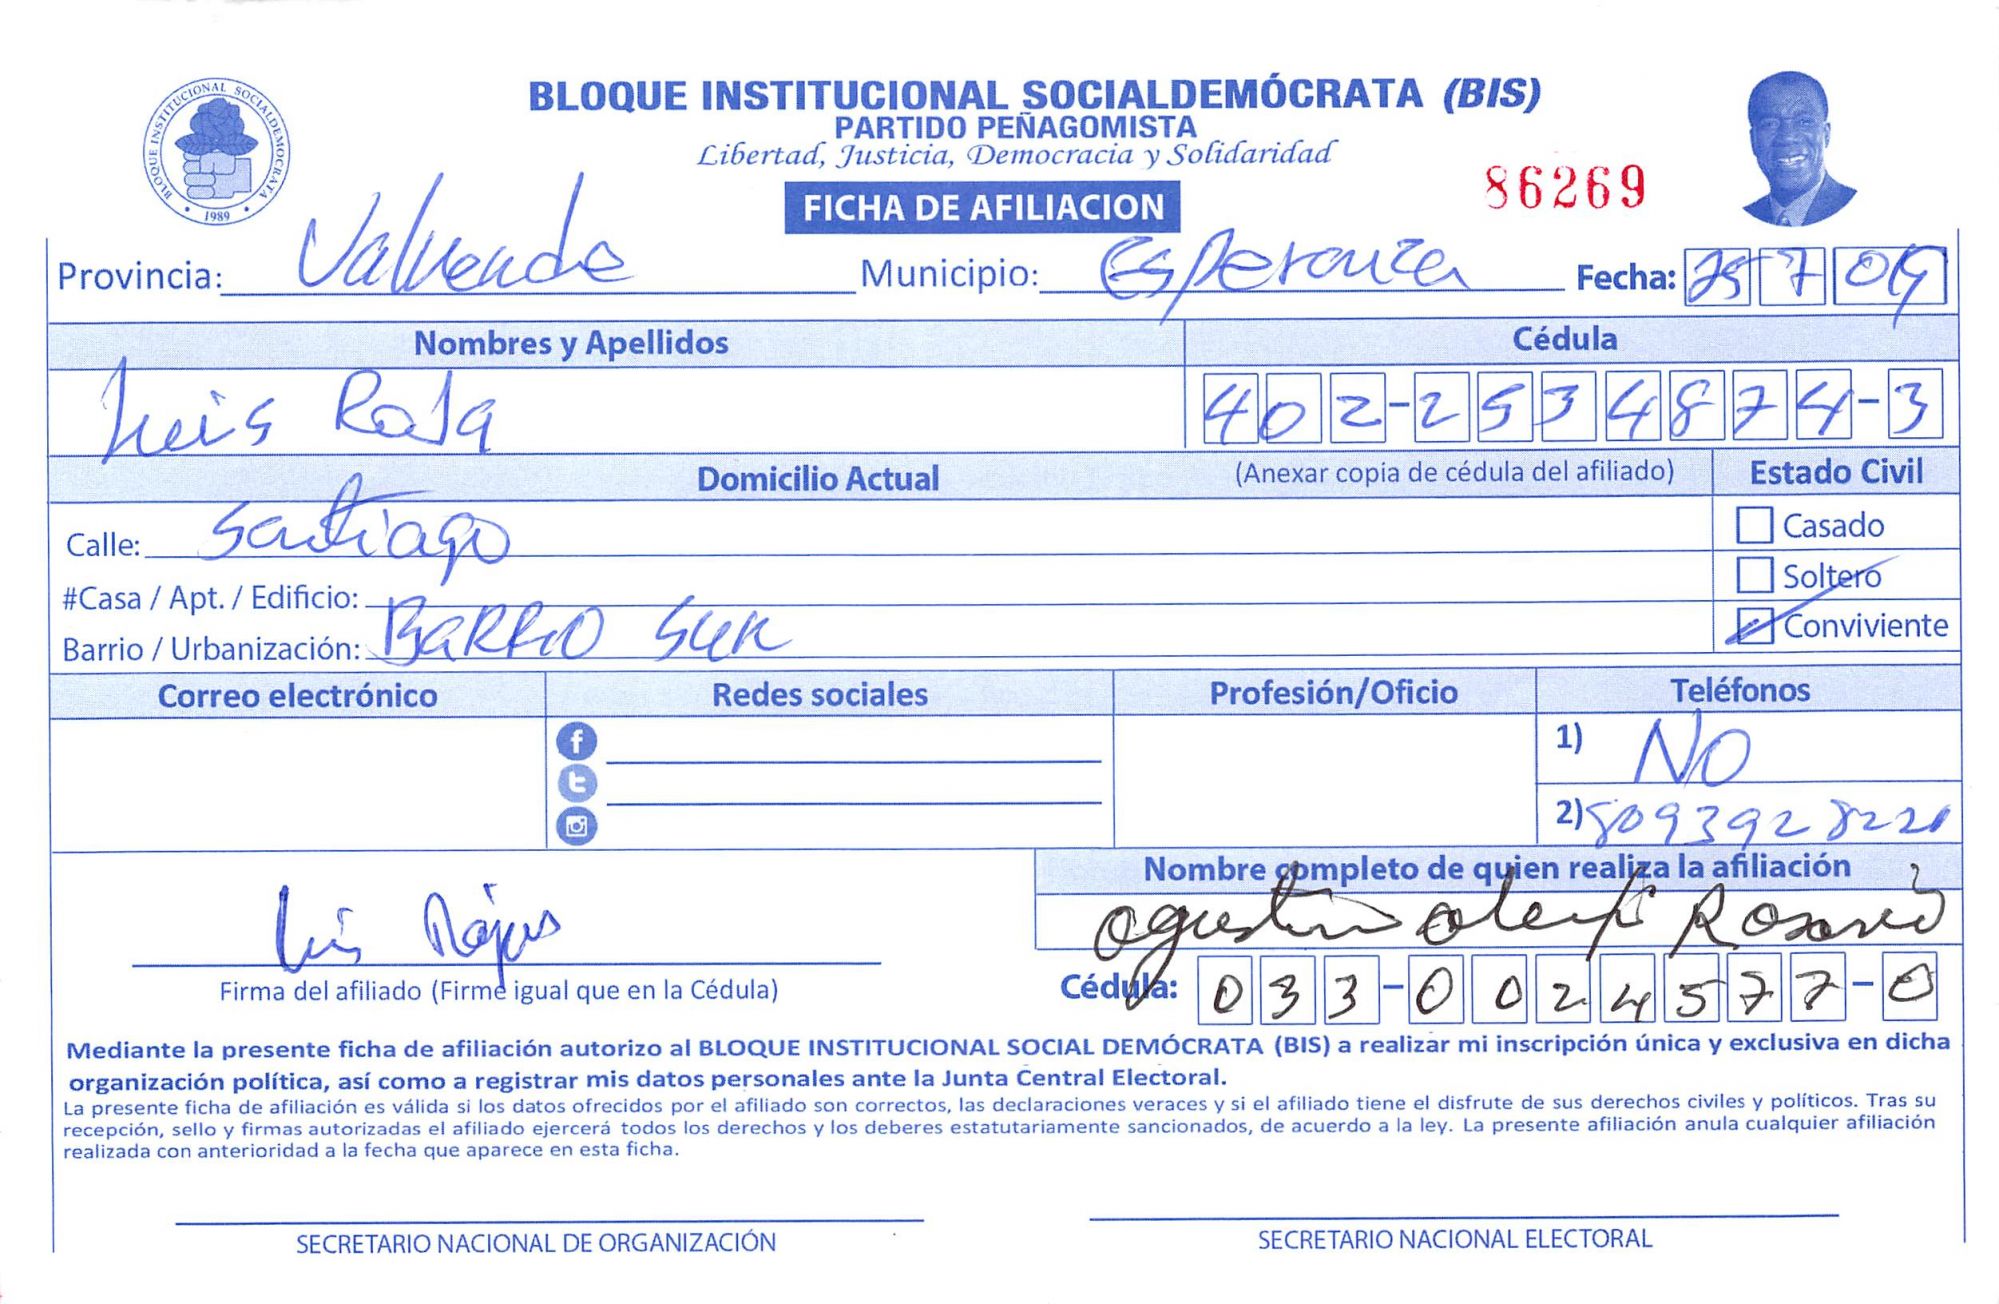 BLOQUE INSTITUCIONAL SOCIALDEMOCRATA
1989
BLOQUE INSTITUCIONAL SOCIALDEMÓCRATA (BIS)
PARTIDO PEÑAGOMISTA
Libertad, Justicia, Democracia y Solidaridad
86269
FICHA DE AFILIACION
Provincia: Valverde Municipio: Esperanza Fecha: 25 7 09
Nombres y Apellidos Cédula
Luis Roja 402-2534874-3
Domicilio Actual (Anexar copia de cédula del afiliado) Estado Civil
Calle: Santiago Casado
#Casa / Apt. / Edificio: Soltero
Barrio / Urbanización: BARRIO SUR Conviviente
Correo electrónico Redes sociales Profesión/Oficio Teléfonos
1) NO
2) 8093928221
Nombre completo de quien realiza la afiliación
Luis Rojas Rosario
Firma del afiliado (Firme igual que en la Cédula) Cédula: 033-0024577-0
Mediante la presente ficha de afiliación autorizo al BLOQUE INSTITUCIONAL SOCIAL DEMÓCRATA (BIS) a realizar mi inscripción única y exclusiva en dicha
organización política, así como a registrar mis datos personales ante la Junta Central Electoral.
La presente ficha de afiliación es válida si los datos ofrecidos por el afiliado son correctos, las declaraciones veraces y si el afiliado tiene el disfrute de sus derechos civiles y políticos. Tras su
recepción, sello y firmas autorizadas el afiliado ejercerá todos los derechos y los deberes estatutariamente sancionados, de acuerdo a la ley. La presente afiliación anula cualquier afiliación
realizada con anterioridad a la fecha que aparece en esta ficha.
SECRETARIO NACIONAL DE ORGANIZACIÓN SECRETARIO NACIONAL ELECTORAL